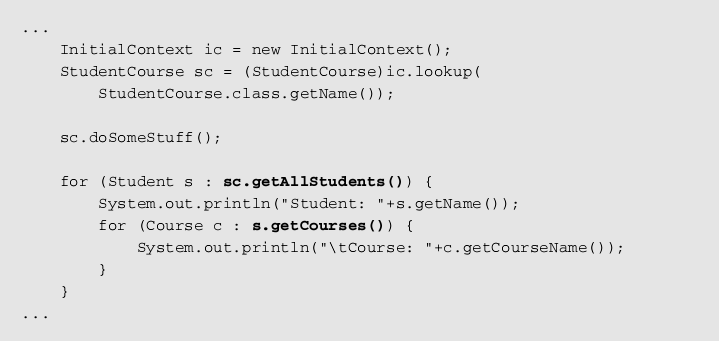 ...
    InitialContext ic = new InitialContext();
    StudentCourse sc = (StudentCourse)ic.lookup(
        StudentCourse.class.getName());

    sc.doSomeStuff();

    for (Student s : sc.getAllStudents()) {
        System.out.println("Student: "+s.getName());
        for (Course c : s.getCourses()) {
            System.out.println("\tCourse: "+c.getCourseName());
        }
    }
...